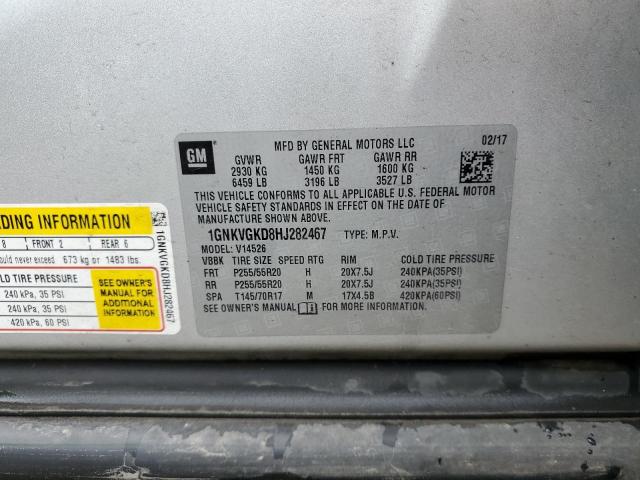 GM
MFD BY GENERAL MOTORS LLC 02/17
GVWR GAWR FRT GAWR RR
2930 KG 1450 KG 1600 KG
6459 LB 3196 LB 3527 LB
THIS VEHICLE CONFORMS TO ALL APPLICABLE U.S. FEDERAL MOTOR
VEHICLE SAFETY STANDARDS IN EFFECT ON THE DATE OF
MANUFACTURE SHOWN ABOVE.
1GNKVGKD8HJ282467 TYPE: M.P.V.
MODEL: V14526
VBBK TIRE SIZE SPEED RTG RIM COLD TIRE PRESSURE
FRT P255/55R20 H 20X7.5J 240KPA(35PSI)
RR P255/55R20 H 20X7.5J 240KPA(35PSI)
SPA T145/70R17 M 17X4.5B 420KPA(60PSI)
SEE OWNER'S MANUAL FOR MORE INFORMATION.
DING INFORMATION
8 FRONT 2 REAR 6
never exceed 673 kg or 1483 lbs.
COLD TIRE PRESSURE
240 kPa, 35 PSI
240 kPa, 35 PSI
420 kPa, 60 PSI
SEE OWNER'S
MANUAL FOR
ADDITIONAL
INFORMATION
1GNKVGKD8HJ282467